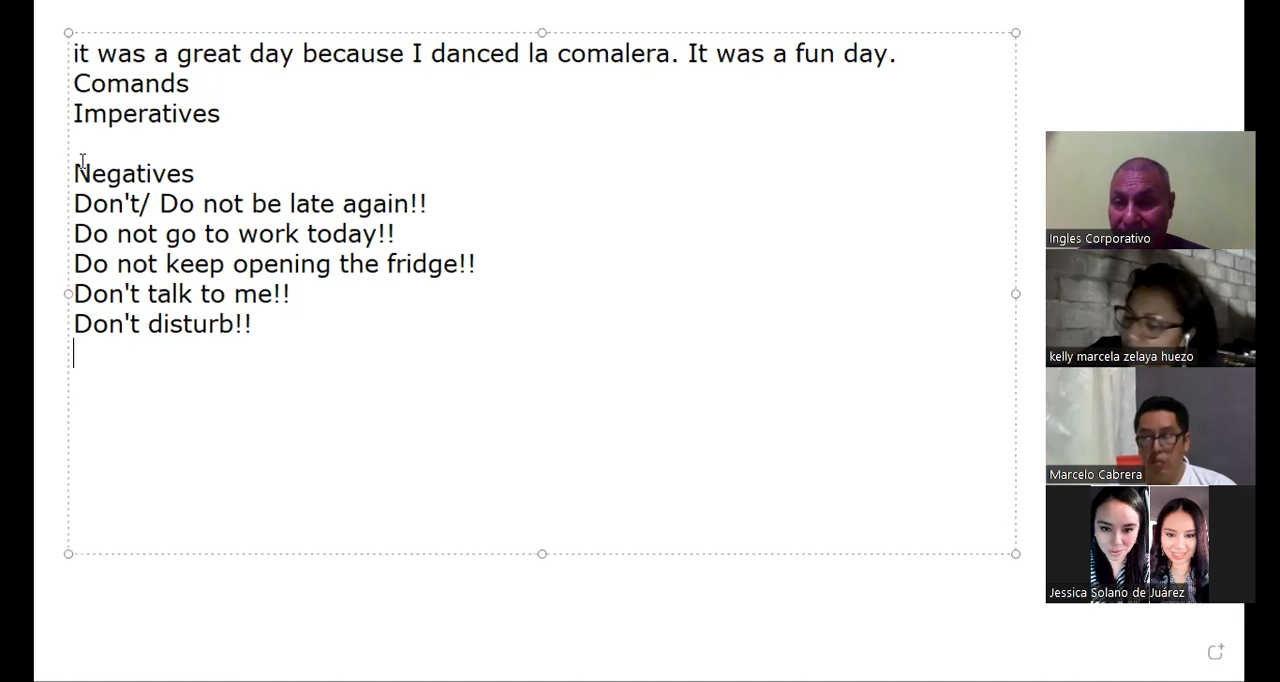 it was a great day because I danced la comalera. It was a fun day.
Comands
Imperatives
Negatives
Don't/ Do not be late again!!
Do not go to work today!!
Do not keep opening the fridge!!
Don't talk to me!!
Don't disturb!!
Ingles Corporativo
kelly marcela zelaya huezo
Marcelo Cabrera
Jessica Solano de Juárez